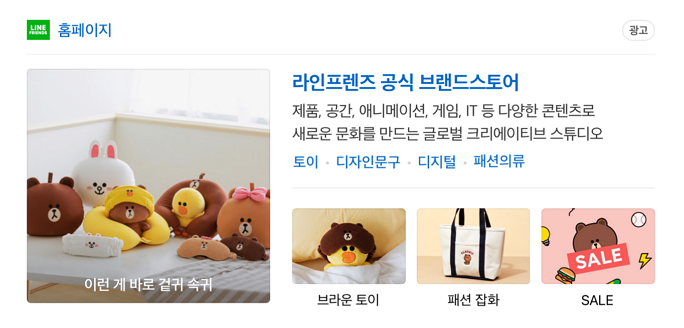 LINE
FRIENDS
홈페이지
광고
라인프렌즈 공식 브랜드스토어
제품, 공간, 애니메이션, 게임, IT 등 다양한 콘텐츠로
새로운 문화를 만드는 글로벌 크리에이티브 스튜디오
토이 • 디자인문구 • 디지털 • 패션의류
이런 게 바로 겉귀 속귀
SALE
브라운 토이
패션 잡화
SALE